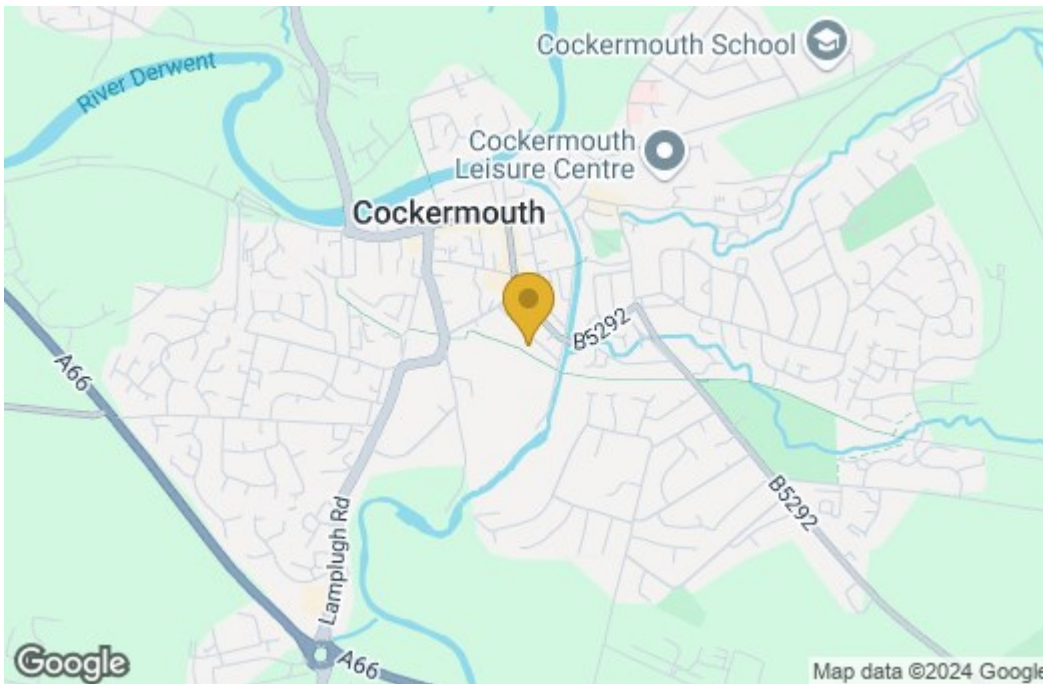 Cockermouth School
River Derwent
Cockermouth
Leisure Centre
Cockermouth
B5292
A66
B5292
Lamplugh Rd
A66
Google
Map data ©2024 Google